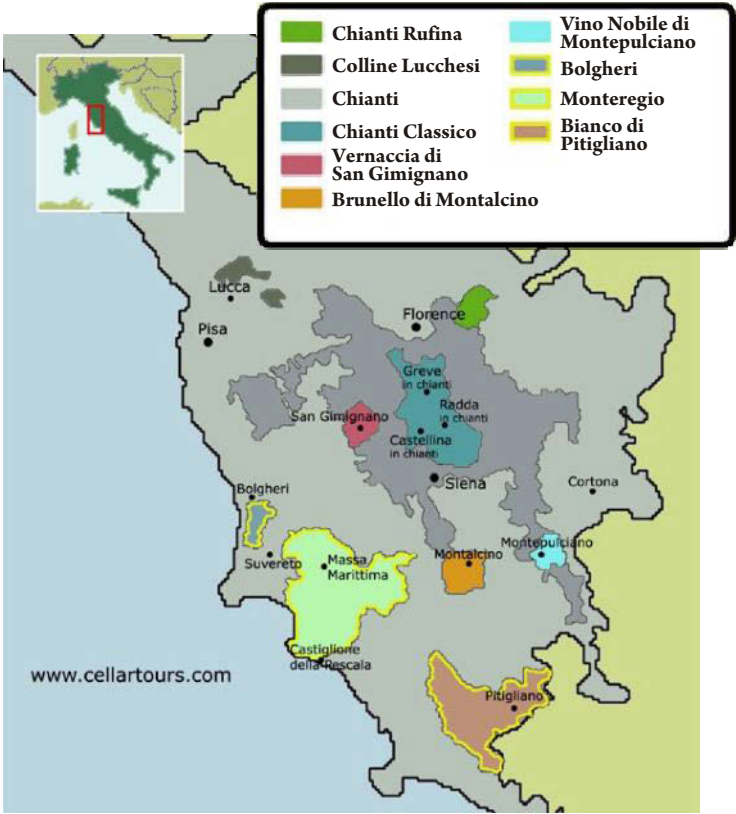 Chianti Rufina
Colline Lucchesi
Chianti
Chianti Classico
Vernaccia di
San Gimignano
Brunello di Montalcino
Vino Nobile di
Montepulciano
Bolgheri
Monteregio
Bianco di
Pitigliano
Lucca
Florence
Pisa
Greve
in chianti
Radda
in chianti
San Gimignano
Castellina
in chianti
Siena
Cortona
Bolgheri
Montepulciano
Montalcino
Suvereto
Massa
Marittima
Castiglione
della Pescala
www.cellartours.com
Pitigliano